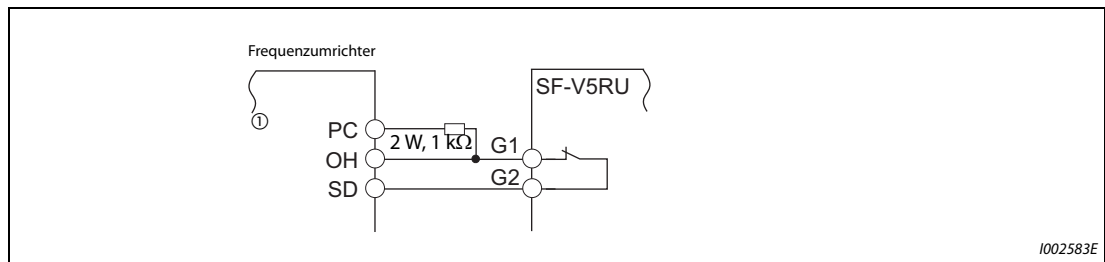 Frequenzumrichter
SF-V5RU
①
PC
2 W, 1 kΩ
G1
OH
G2
SD
I002583E